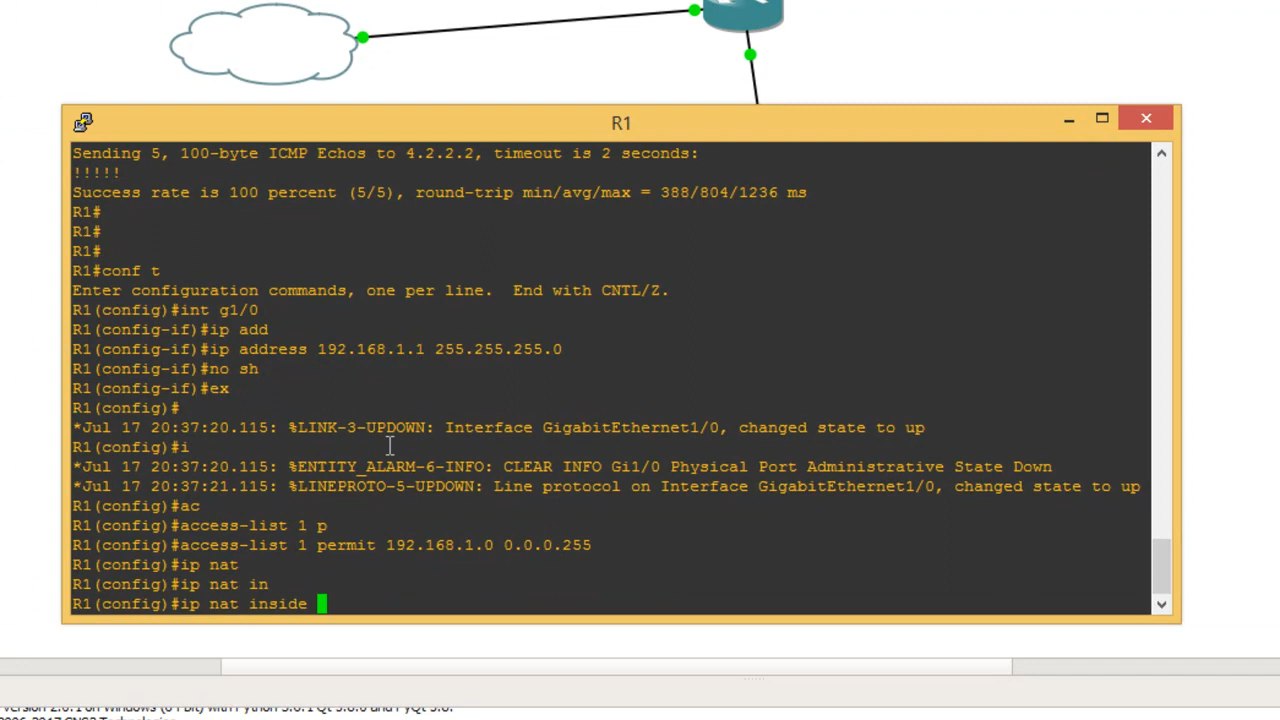 R1
Sending 5, 100-byte ICMP Echos to 4.2.2.2, timeout is 2 seconds:
!!!!!
Success rate is 100 percent (5/5), round-trip min/avg/max = 388/804/1236 ms
R1#
R1#
R1#
R1#conf t
Enter configuration commands, one per line.  End with CNTL/Z.
R1(config)#int g1/0
R1(config-if)#ip add
R1(config-if)#ip address 192.168.1.1 255.255.255.0
R1(config-if)#no sh
R1(config-if)#ex
R1(config)#
*Jul 17 20:37:20.115: %LINK-3-UPDOWN: Interface GigabitEthernet1/0, changed state to up
R1(config)#i
*Jul 17 20:37:20.115: %ENTITY_ALARM-6-INFO: CLEAR INFO Gi1/0 Physical Port Administrative State Down
*Jul 17 20:37:21.115: %LINEPROTO-5-UPDOWN: Line protocol on Interface GigabitEthernet1/0, changed state to up
R1(config)#ac
R1(config)#access-list 1 p
R1(config)#access-list 1 permit 192.168.1.0 0.0.0.255
R1(config)#ip nat
R1(config)#ip nat in
R1(config)#ip nat inside